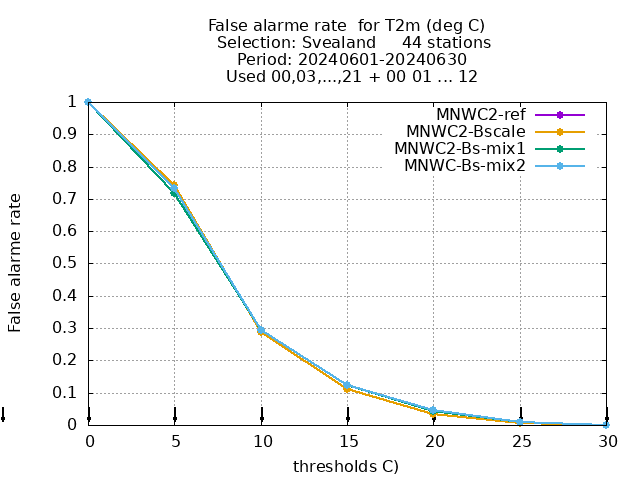 False alarme rate  for T2m (deg C)
Selection: Svealand     44 stations
Period: 20240601-20240630
Used 00,03,...,21 + 00 01 ... 12
MNWC2-ref
MNWC2-Bscale
MNWC2-Bs-mix1
MNWC-Bs-mix2
False alarme rate
1
0.9
0.8
0.7
0.6
0.5
0.4
0.3
0.2
0.1
0
0 5 10 15 20 25 30
thresholds C)